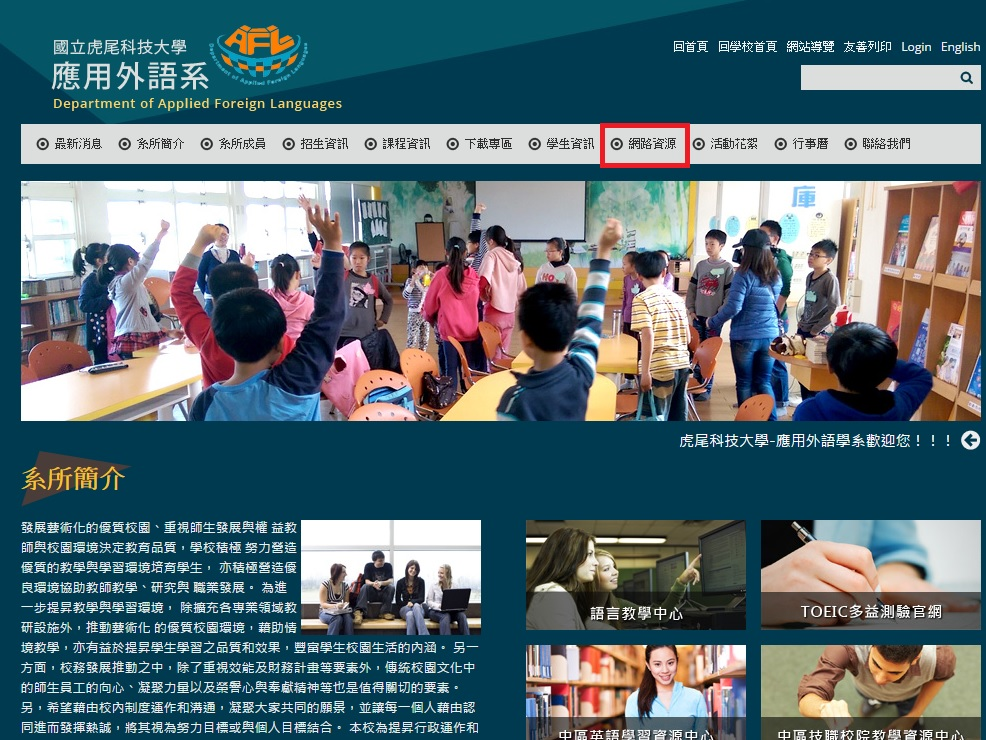 國立虎尾科技大學
應用外語系
Department of Applied Foreign Languages
AFL
Department of Applied Foreign Languages
回首頁 回學校首頁 網站導覽 友善列印 Login English
最新消息 系所簡介 系所成員 招生資訊 課程資訊 下載專區 學生資訊 網路資源 活動花絮 行事曆 聯絡我們
庫
虎尾科技大學-應用外語學系歡迎您！！！
系所簡介
發展藝術化的優質校園、重視師生發展與權 益教
師與校園環境決定教育品質，學校積極 努力營造
優質的教學與學習環境培育學生， 亦積極營造優
良環境協助教師教學、研究與 職業發展。 為進
一步提昇教學與學習環境， 除擴充各專業領域教
研設施外，推動藝術化 的優質校園環境，藉助情
境教學，亦有益於提昇學生學習之品質和效果，豐富學生校園生活的內涵。 另一
方面，校務發展推動之中，除了重視效能及財務計畫等要素外，傳統校園文化中
的師生員工的向心、凝聚力量以及榮譽心與奉獻精神等也是值得關切的要素。
另，希望藉由校內制度運作和溝通，凝聚大家共同的願景，並讓每一個人藉由認
同進而發揮熱誠，將其視為努力目標或與個人目標結合。 本校為提昇行政運作和
語言教學中心
TOEIC多益測驗官網
中區英語學習資源中心
中區技職校院教學資源中心